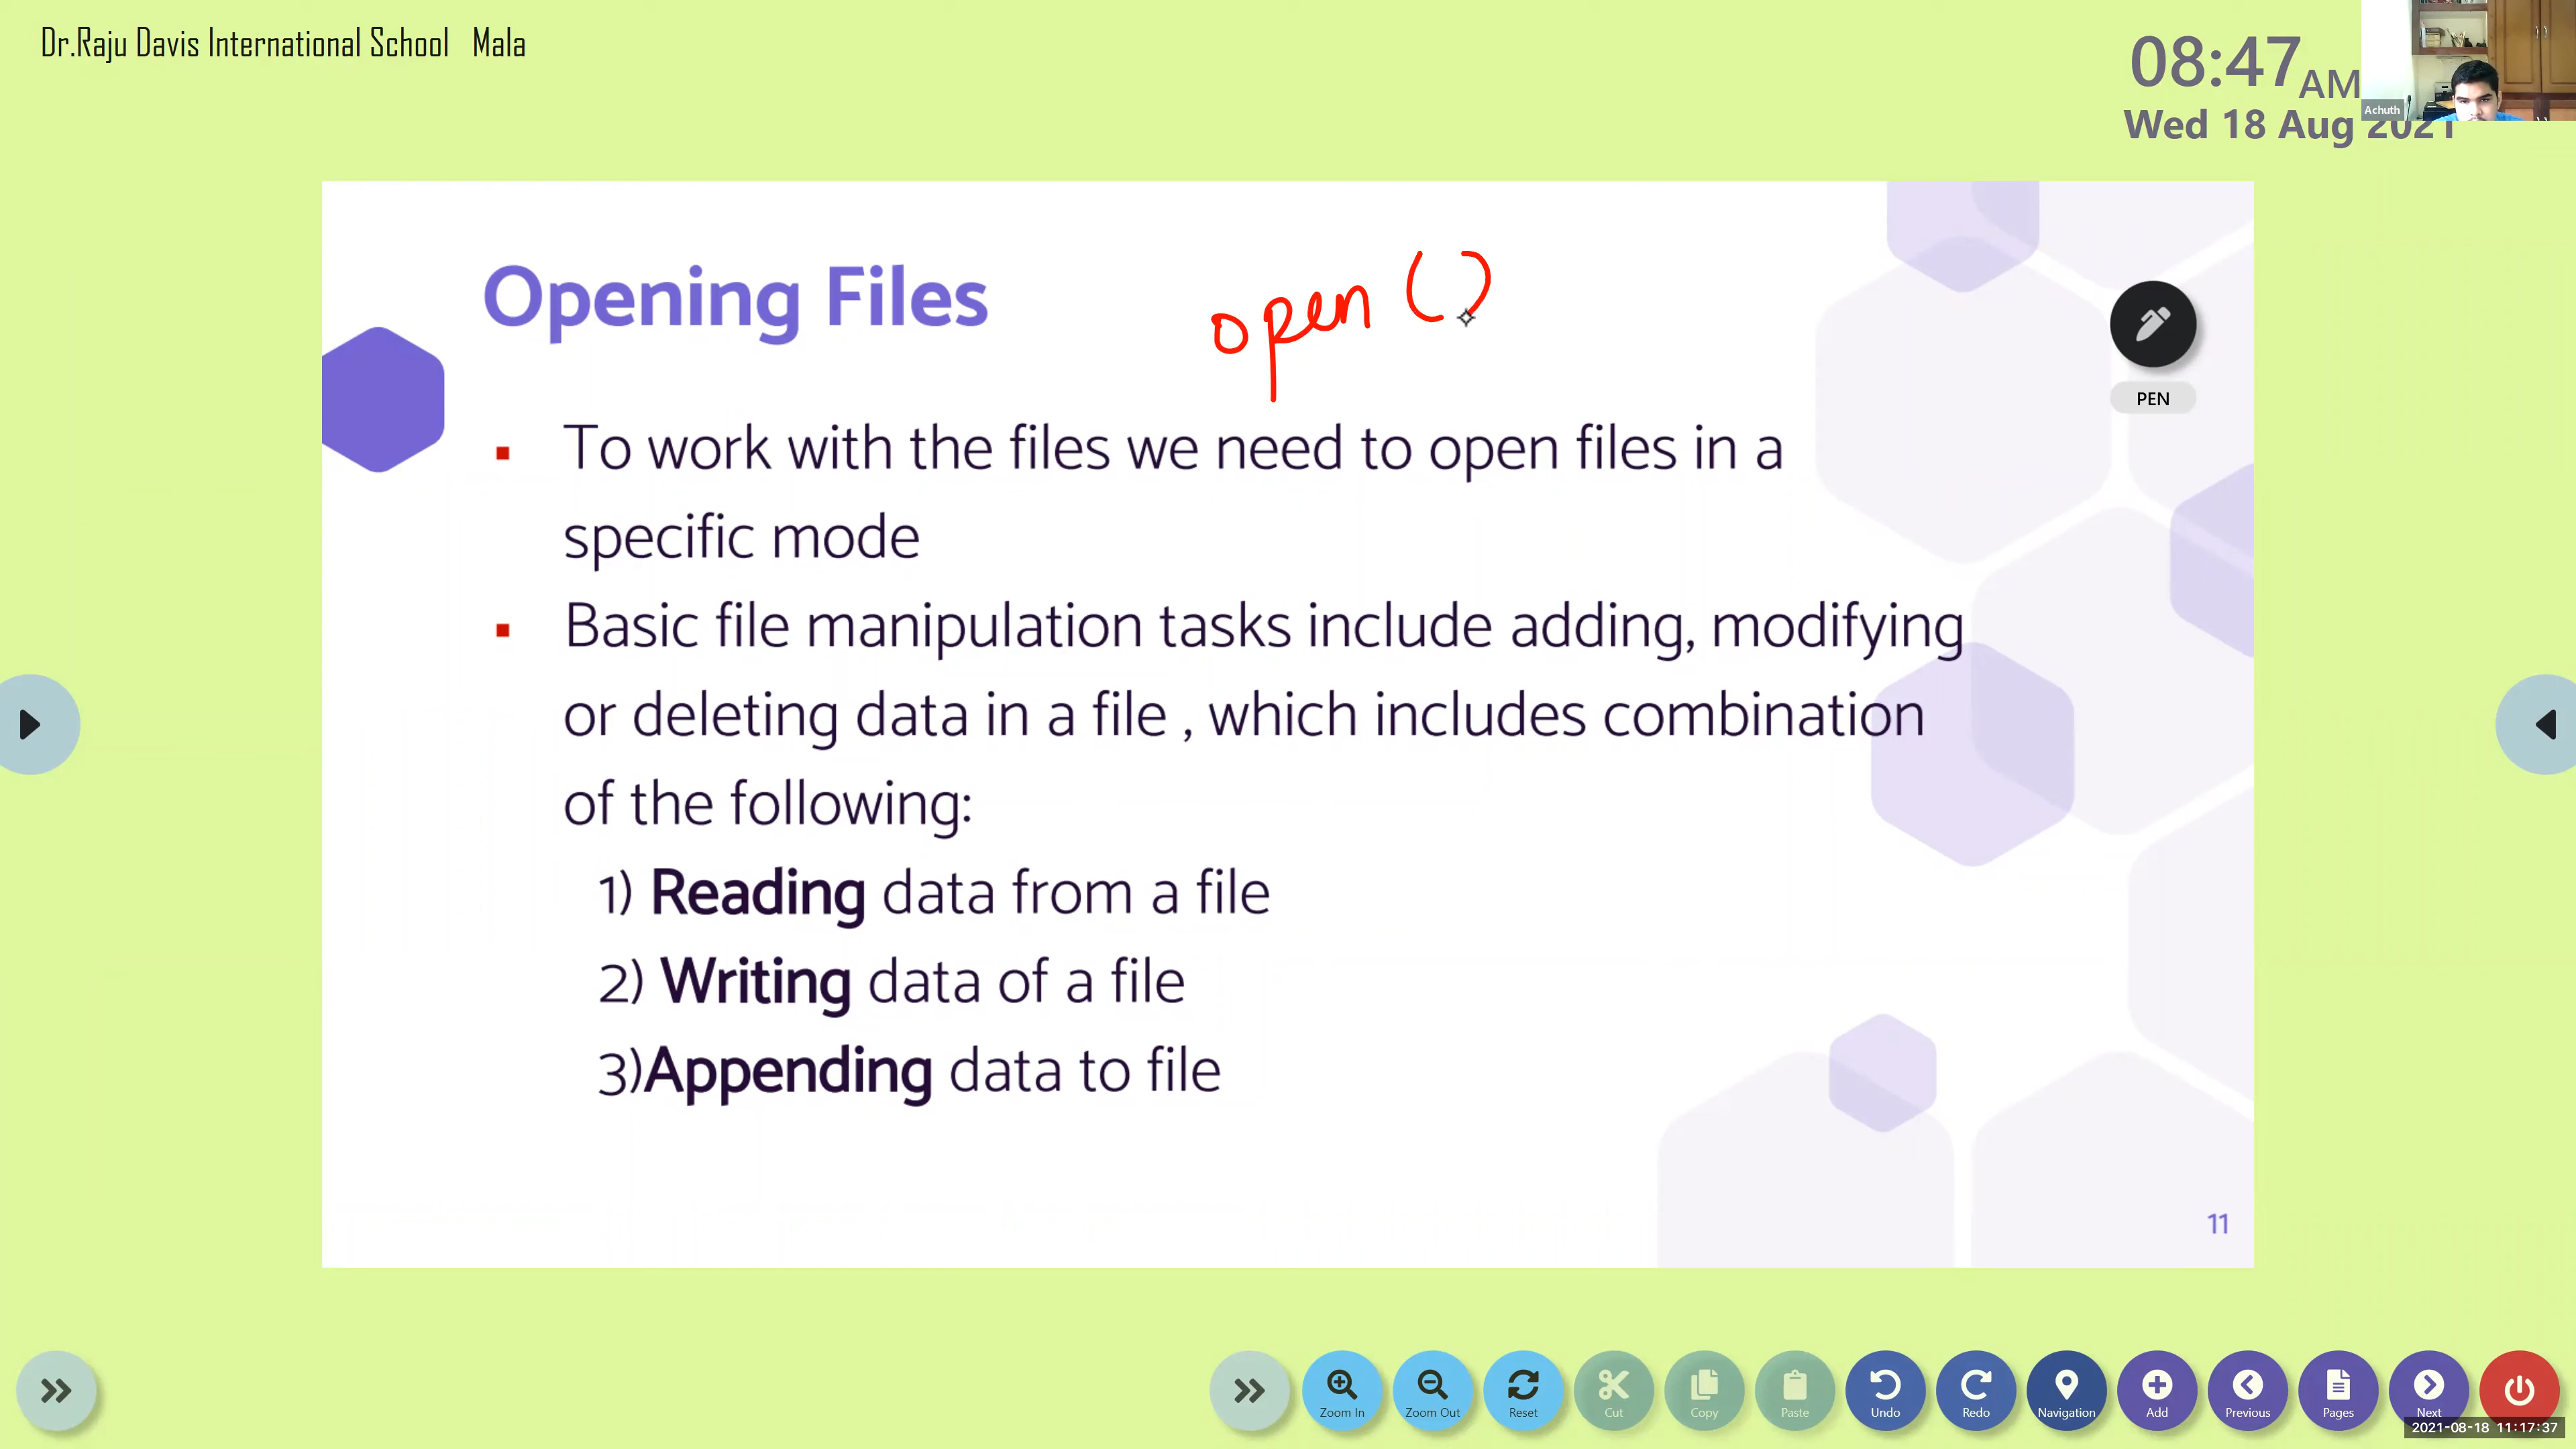 Dr.Raju Davis International School Mala
08:47 AM
Achuth
Wed 18 Aug 2021
Opening Files
open ( )
PEN
▪ To work with the files we need to open files in a
specific mode
▪ Basic file manipulation tasks include adding, modifying
or deleting data in a file , which includes combination
of the following:
1) Reading data from a file
2) Writing data of a file
3)Appending data to file
11
Zoom In Zoom Out Reset Cut Copy Paste Undo Redo Navigation Add Previous Pages Next
2021-08-18 11:17:37